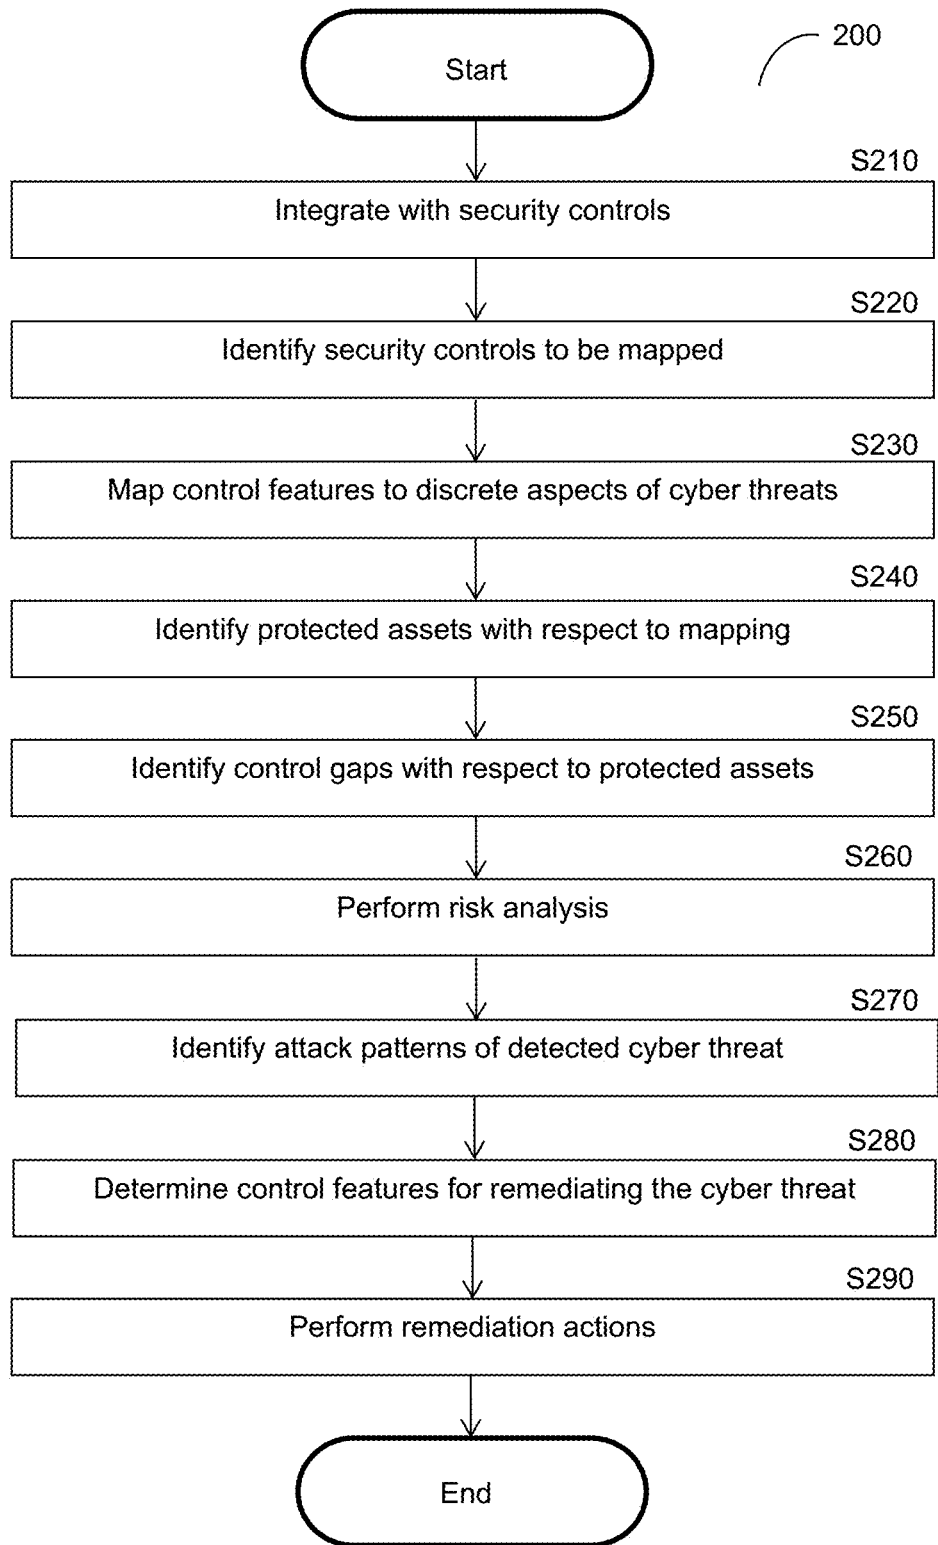 Start
200
S210
Integrate with security controls
S220
Identify security controls to be mapped
S230
Map control features to discrete aspects of cyber threats
S240
Identify protected assets with respect to mapping
S250
Identify control gaps with respect to protected assets
S260
Perform risk analysis
S270
Identify attack patterns of detected cyber threat
S280
Determine control features for remediating the cyber threat
S290
Perform remediation actions
End